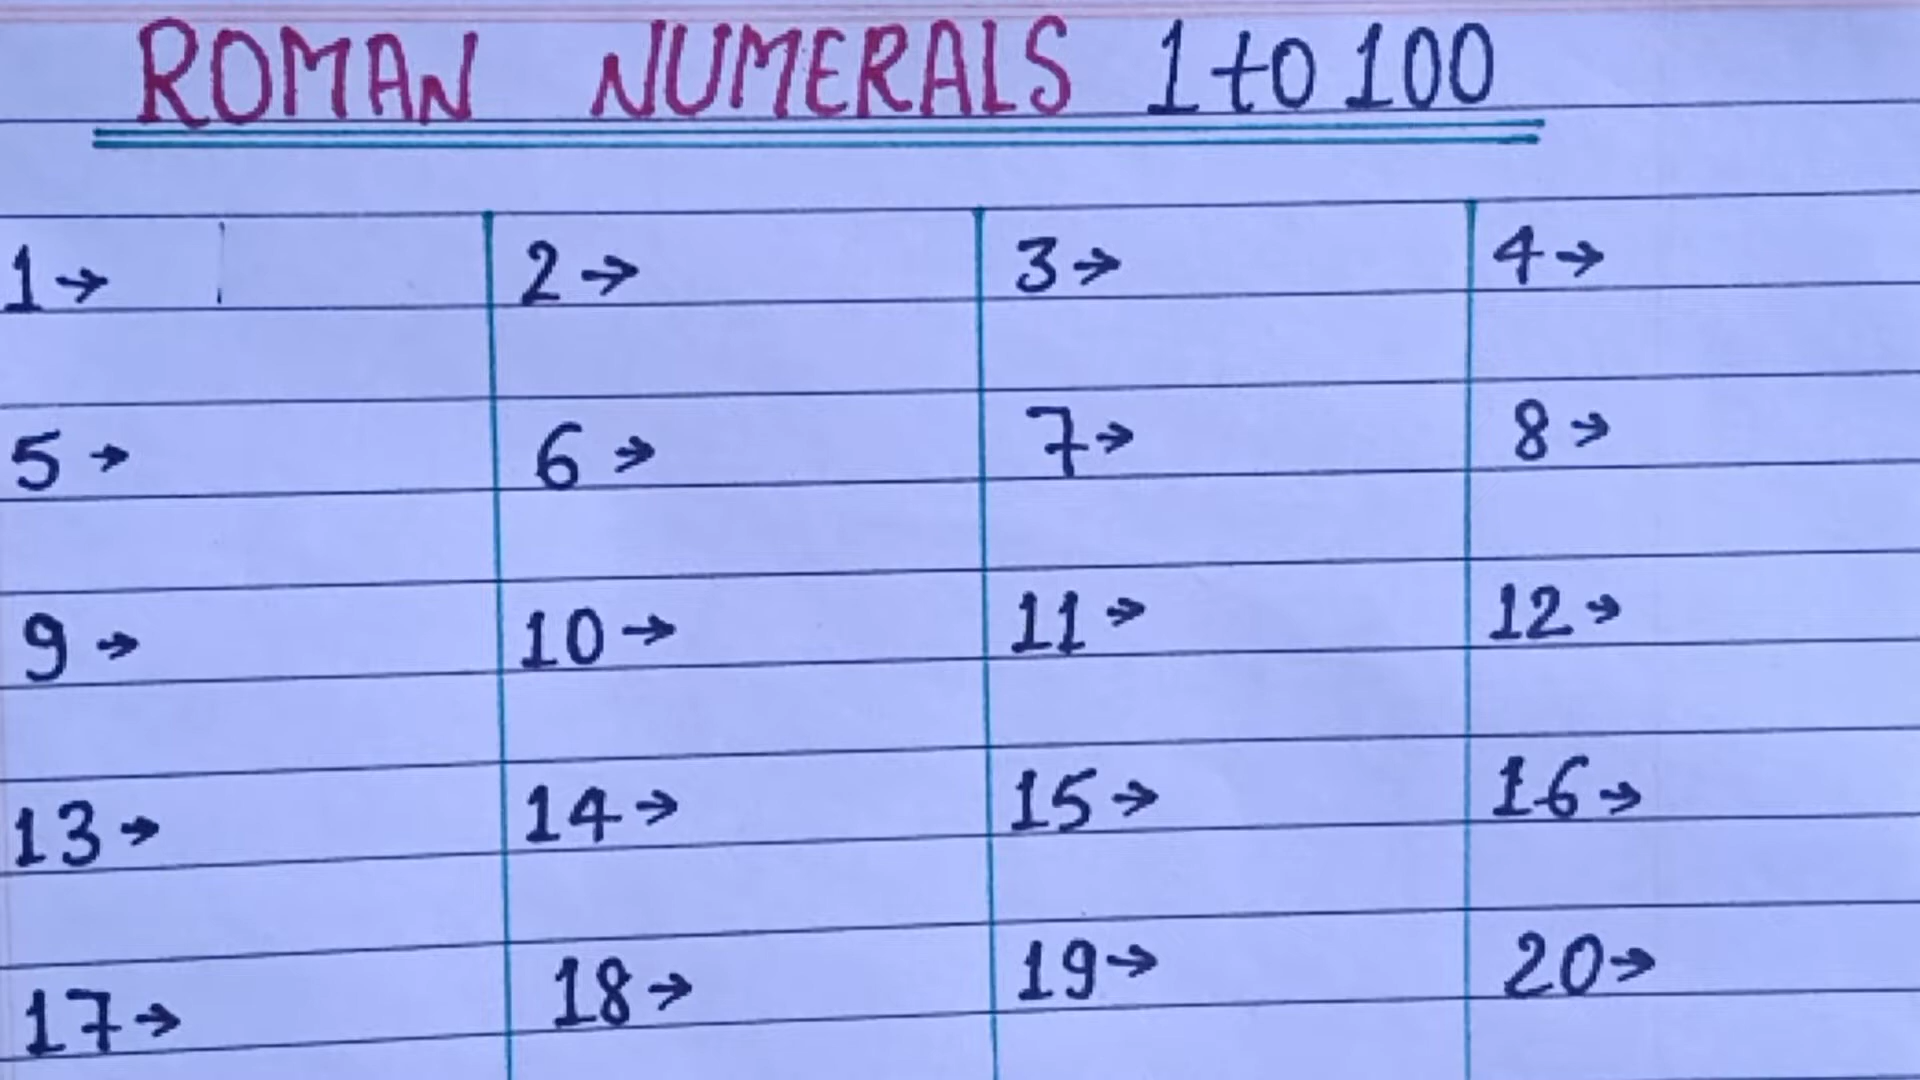 ROMAN NUMERALS 1 to 100
1→ 2→ 3→ 4→
5→ 6→ 7→ 8→
9→ 10→ 11→ 12→
13→ 14→ 15→ 16→
17→ 18→ 19→ 20→